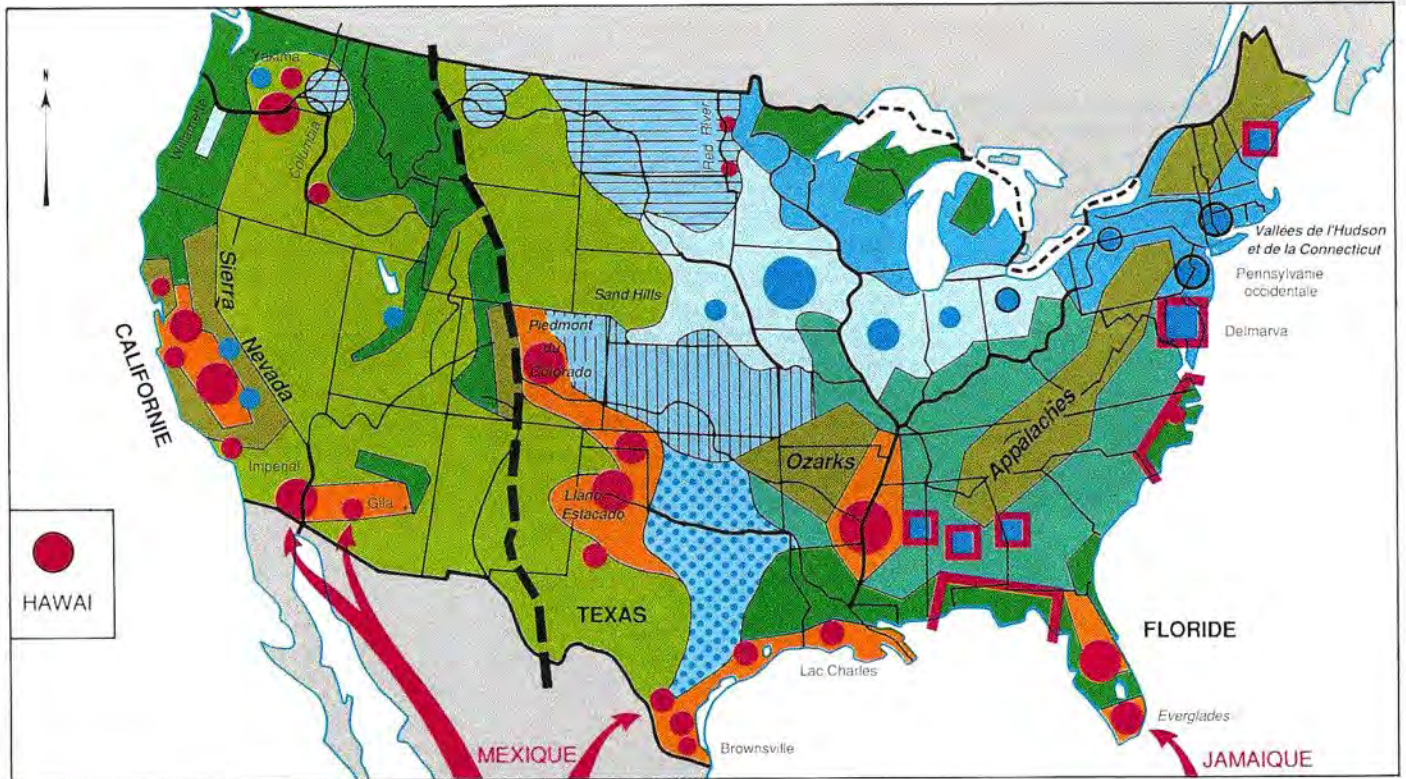 N
Yakima
Willamette
Columbia
Red River
Sierra
Nevada
CALIFORNIE
Sand Hills
Piedmont
du
Colorado
Vallées de l'Hudson
et de la Connecticut
Pennsylvanie
occidentale
Delmarva
Appalaches
Ozarks
Imperial
Gila
Llano
Estacado
HAWAI
TEXAS
FLORIDE
Lac Charles
Everglades
MEXIQUE
Brownsville
JAMAIQUE